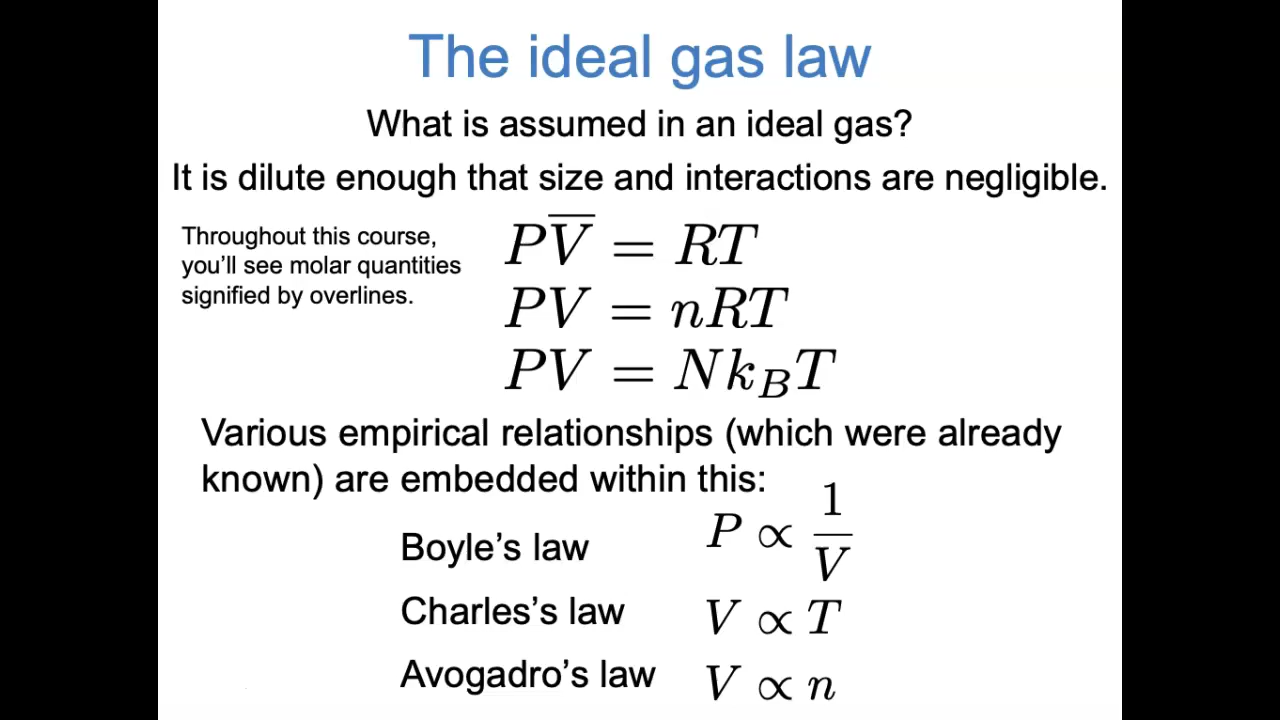 The ideal gas law
What is assumed in an ideal gas?
It is dilute enough that size and interactions are negligible.
Throughout this course,
you’ll see molar quantities
signified by overlines.
PV̅ = RT
PV = nRT
PV = Nk_BT
Various empirical relationships (which were already
known) are embedded within this:
Boyle’s law P ∝ 1/V
Charles’s law V ∝ T
Avogadro’s law V ∝ n